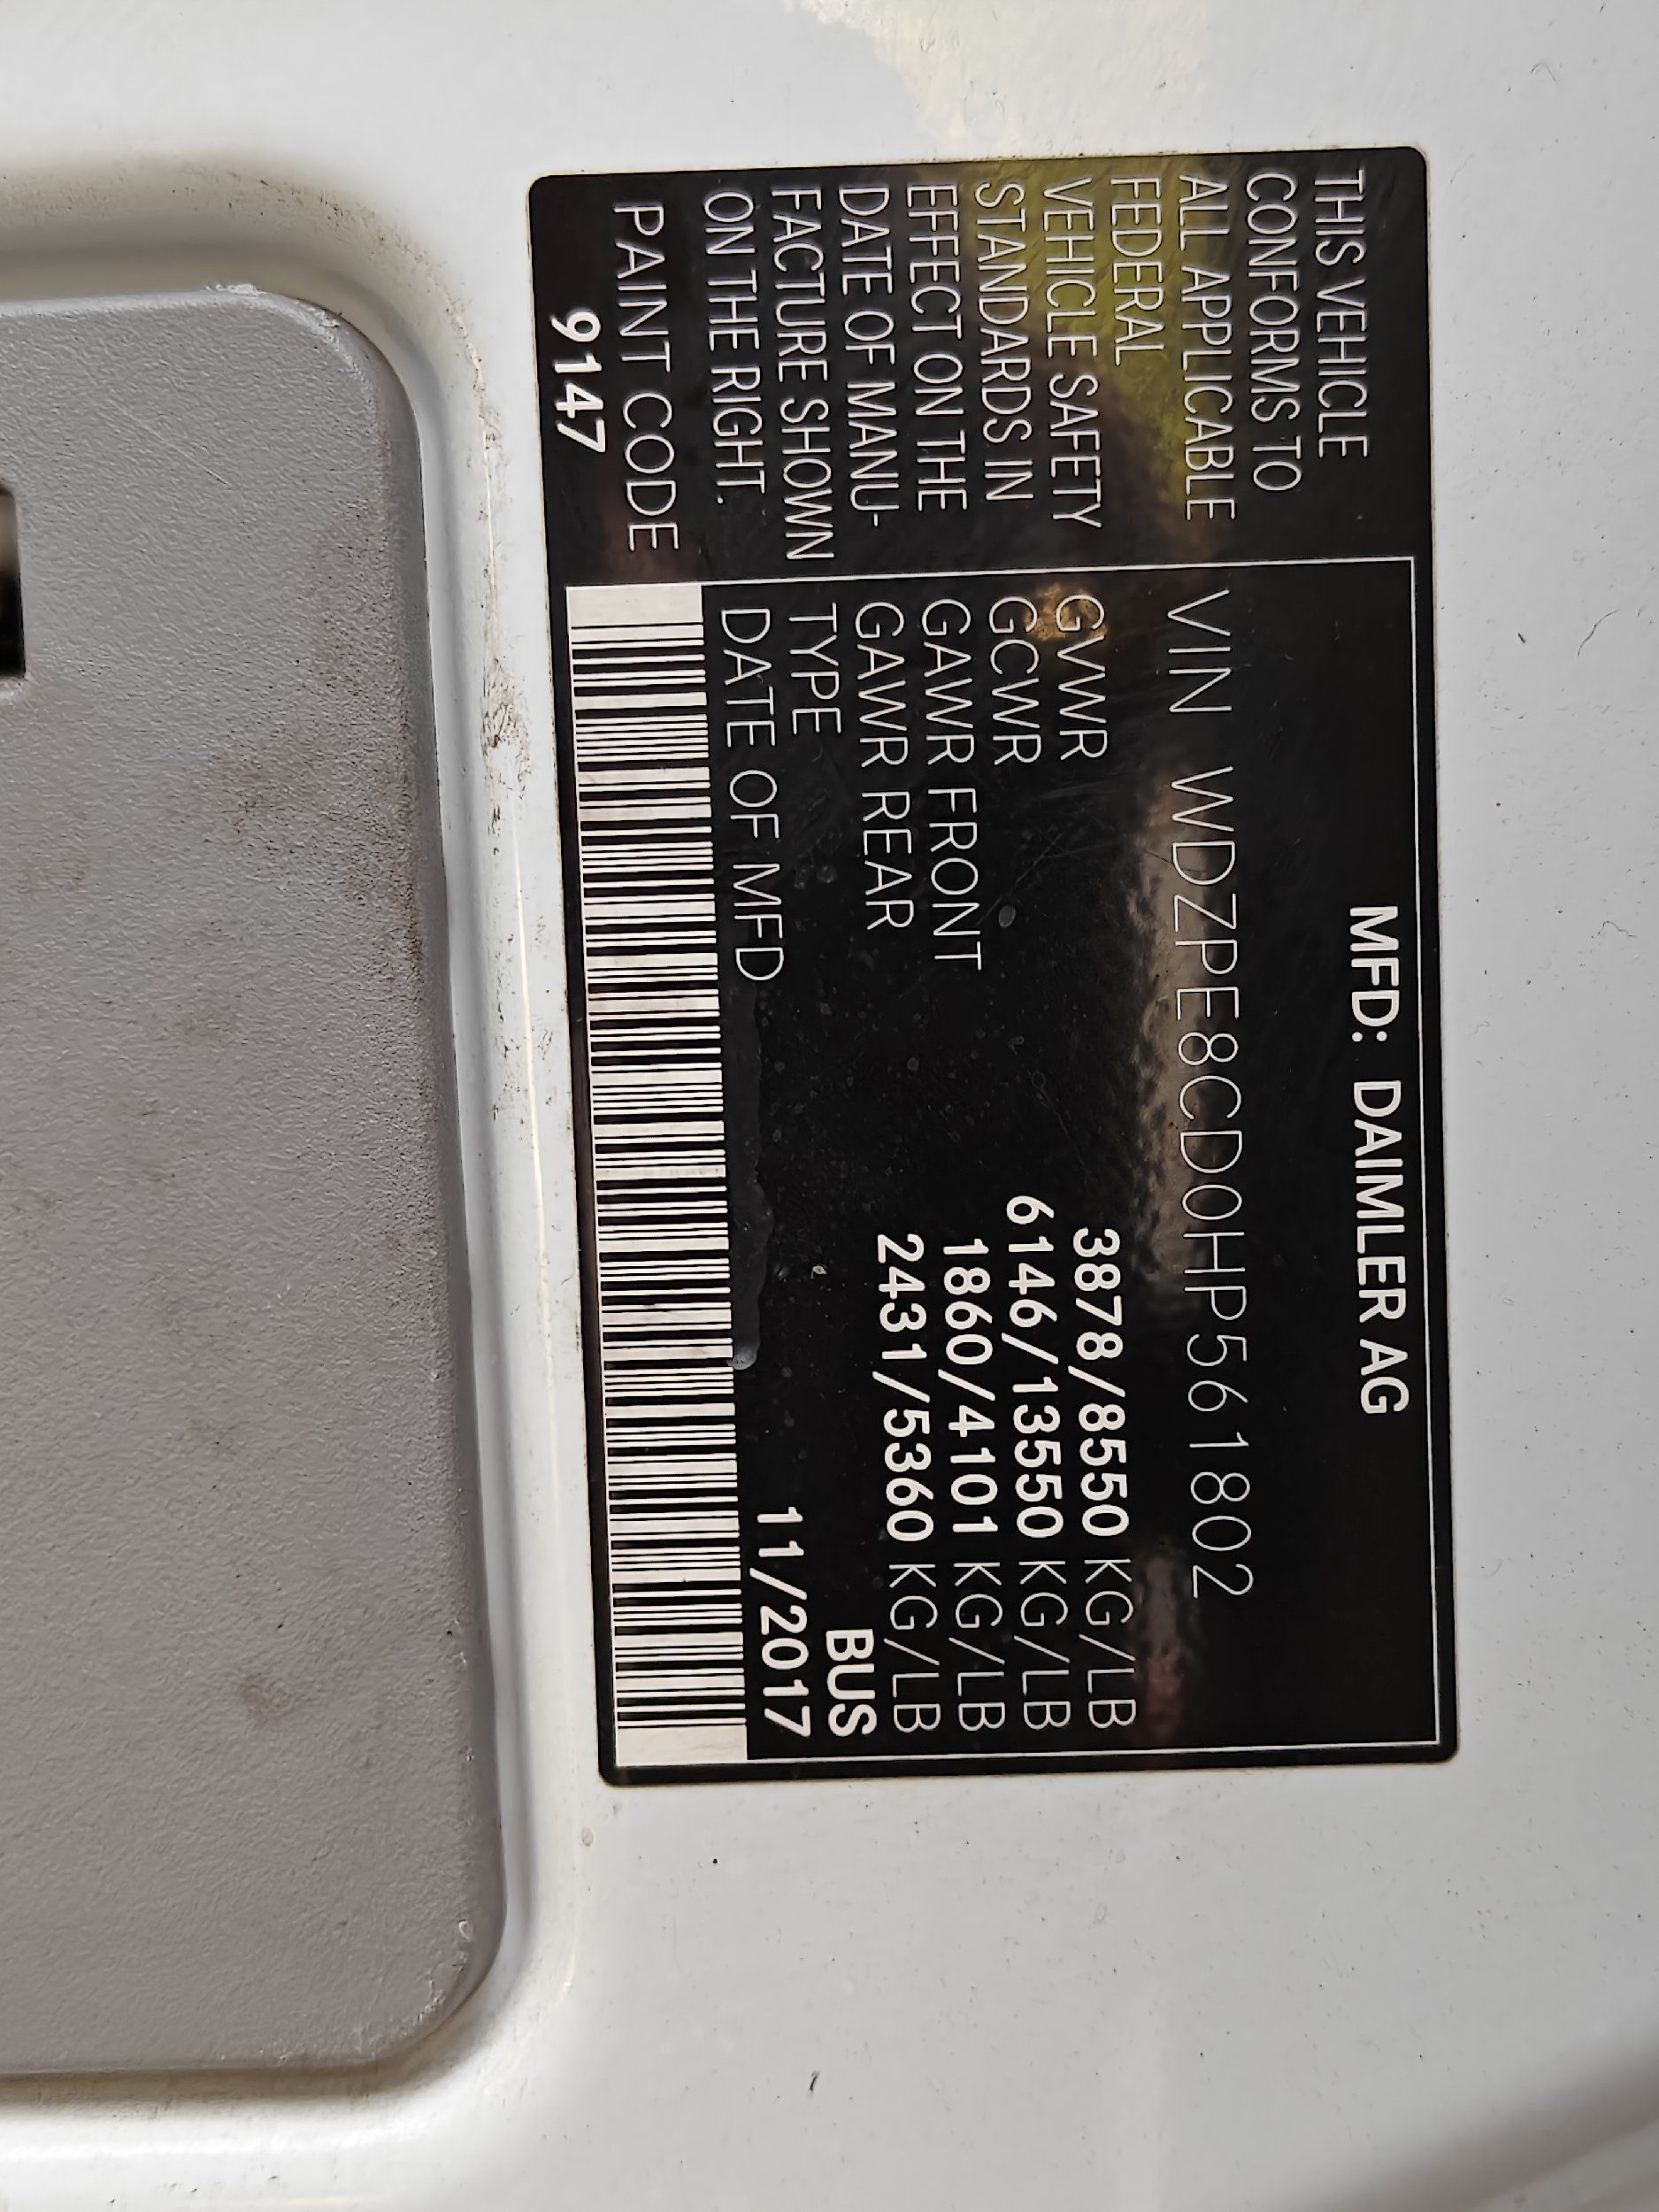 THIS VEHICLE
CONFORMS TO
ALL APPLICABLE
FEDERAL
VEHICLE SAFETY
STANDARDS IN
EFFECT ON THE
DATE OF MANU-
FACTURE SHOWN
ON THE RIGHT.
PAINT CODE
9147
MFD: DAIMLER AG
VIN WDZPE8CD0HP561802
GVWR 3878/8550 KG/LB
GCWR 6146/13550 KG/LB
GAWR FRONT 1860/4101 KG/LB
GAWR REAR 2431/5360 KG/LB
TYPE BUS
DATE OF MFD 11/2017